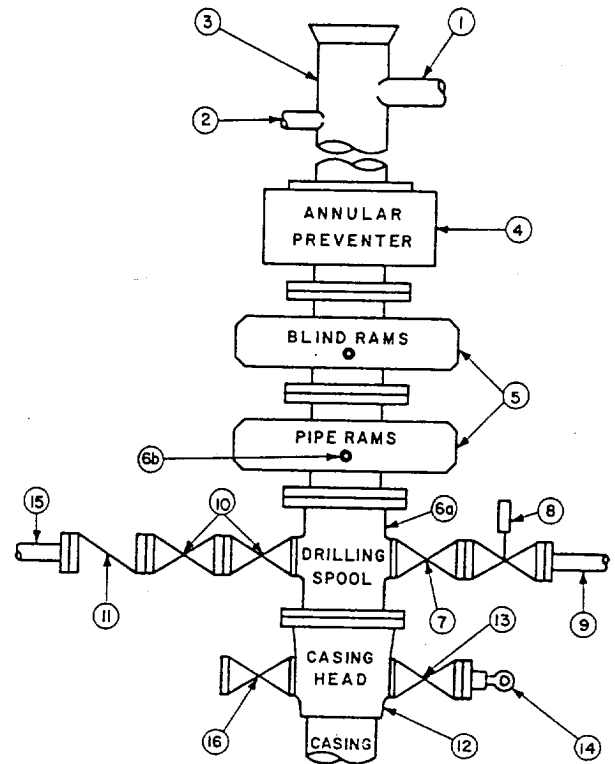 1
3
2
ANNULAR
PREVENTER
4
BLIND RAMS
5
PIPE RAMS
6b
15
10
6a
8
DRILLING
SPOOL
11
7
9
13
CASING
HEAD
16
12
14
CASING